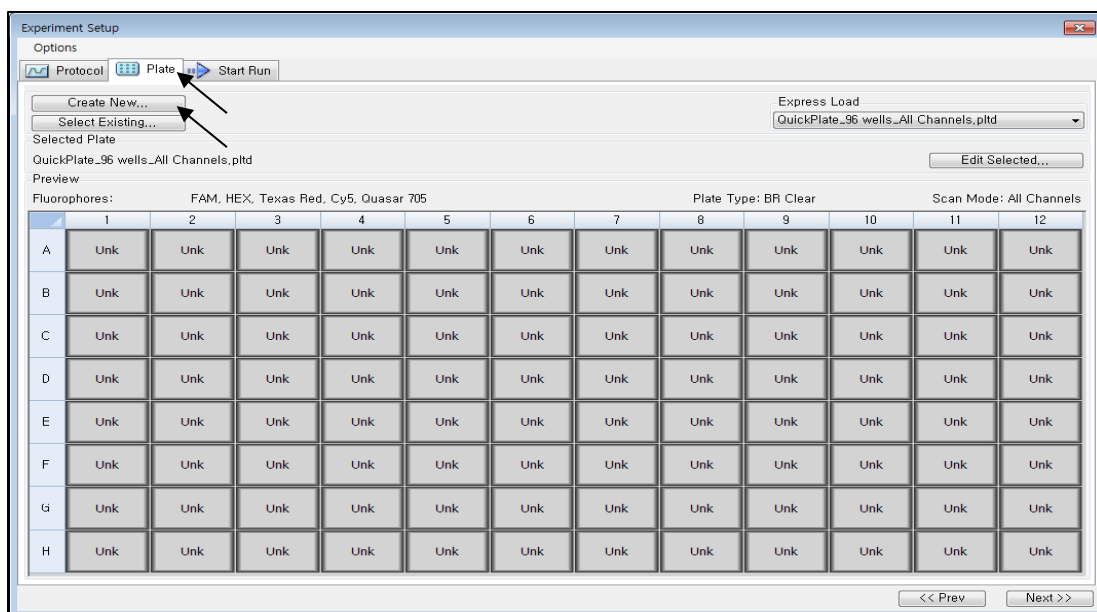 Experiment Setup
Options
Protocol Plate Start Run
Create New...
Select Existing...
Express Load
QuickPlate_96 wells_All Channels.pltd
Selected Plate
QuickPlate_96 wells_All Channels.pltd
Edit Selected...
Preview
Fluorophores: FAM, HEX, Texas Red, Cy5, Quasar 705 Plate Type: BR Clear Scan Mode: All Channels
1 2 3 4 5 6 7 8 9 10 11 12
A Unk Unk Unk Unk Unk Unk Unk Unk Unk Unk Unk Unk
B Unk Unk Unk Unk Unk Unk Unk Unk Unk Unk Unk Unk
C Unk Unk Unk Unk Unk Unk Unk Unk Unk Unk Unk Unk
D Unk Unk Unk Unk Unk Unk Unk Unk Unk Unk Unk Unk
E Unk Unk Unk Unk Unk Unk Unk Unk Unk Unk Unk Unk
F Unk Unk Unk Unk Unk Unk Unk Unk Unk Unk Unk Unk
G Unk Unk Unk Unk Unk Unk Unk Unk Unk Unk Unk Unk
H Unk Unk Unk Unk Unk Unk Unk Unk Unk Unk Unk Unk
<< Prev Next >>